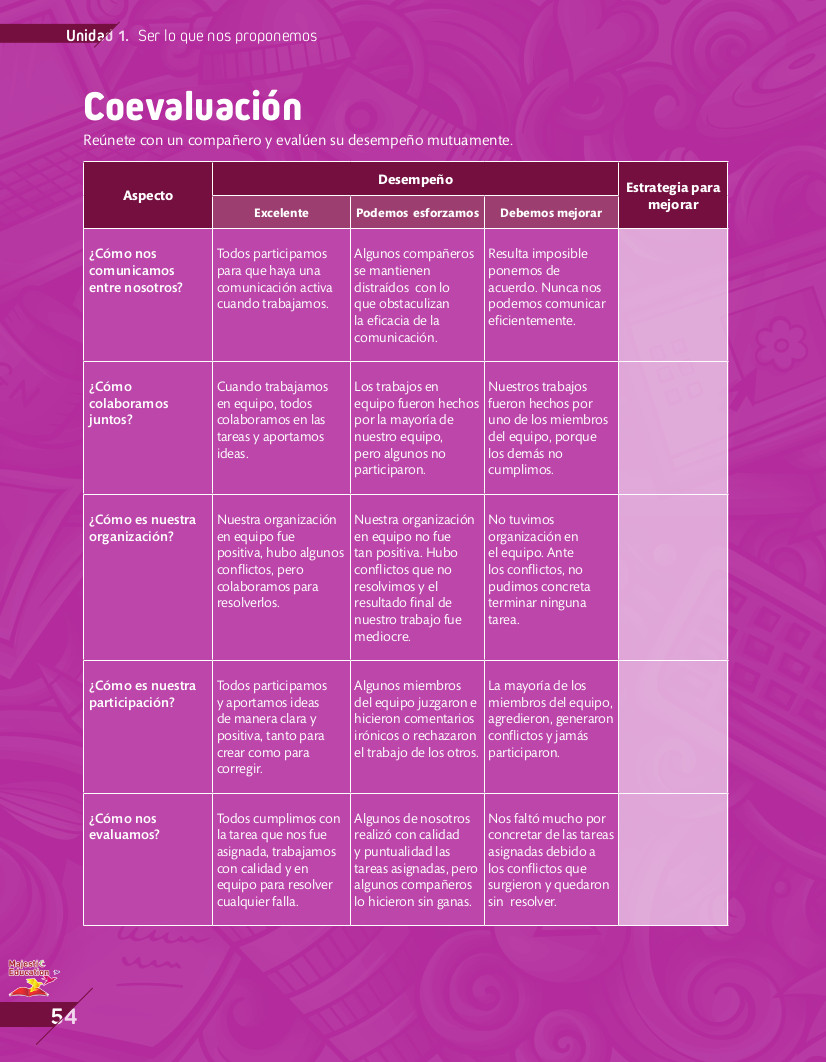 Unidad 1. Ser lo que nos proponemos
Coevaluación
Reúnete con un compañero y evalúen su desempeño mutuamente.
Aspecto
Desempeño
Estrategia para
mejorar
Excelente
Podemos esforzamos
Debemos mejorar
¿Cómo nos
comunicamos
entre nosotros?
Todos participamos
para que haya una
comunicación activa
cuando trabajamos.
Algunos compañeros
se mantienen
distraídos con lo
que obstaculizan
la eficacia de la
comunicación.
Resulta imposible
ponernos de
acuerdo. Nunca nos
podemos comunicar
eficientemente.
¿Cómo
colaboramos
juntos?
Cuando trabajamos
en equipo, todos
colaboramos en las
tareas y aportamos
ideas.
Los trabajos en
equipo fueron hechos
por la mayoría de
nuestro equipo,
pero algunos no
participaron.
Nuestros trabajos
fueron hechos por
uno de los miembros
del equipo, porque
los demás no
cumplimos.
¿Cómo es nuestra
organización?
Nuestra organización
en equipo fue
positiva, hubo algunos
conflictos, pero
colaboramos para
resolverlos.
Nuestra organización
en equipo no fue
tan positiva. Hubo
conflictos que no
resolvimos y el
resultado final de
nuestro trabajo fue
mediocre.
No tuvimos
organización en
el equipo. Ante
los conflictos, no
pudimos concreta
terminar ninguna
tarea.
¿Cómo es nuestra
participación?
Todos participamos
y aportamos ideas
de manera clara y
positiva, tanto para
crear como para
corregir.
Algunos miembros
del equipo juzgaron e
hicieron comentarios
irónicos o rechazaron
el trabajo de los otros.
La mayoría de los
miembros del equipo,
agredieron, generaron
conflictos y jamás
participaron.
¿Cómo nos
evaluamos?
Todos cumplimos con
la tarea que nos fue
asignada, trabajamos
con calidad y en
equipo para resolver
cualquier falla.
Algunos de nosotros
realizó con calidad
y puntualidad las
tareas asignadas, pero
algunos compañeros
lo hicieron sin ganas.
Nos faltó mucho por
concretar de las tareas
asignadas debido a
los conflictos que
surgieron y quedaron
sin resolver.
Majestic
Education
54